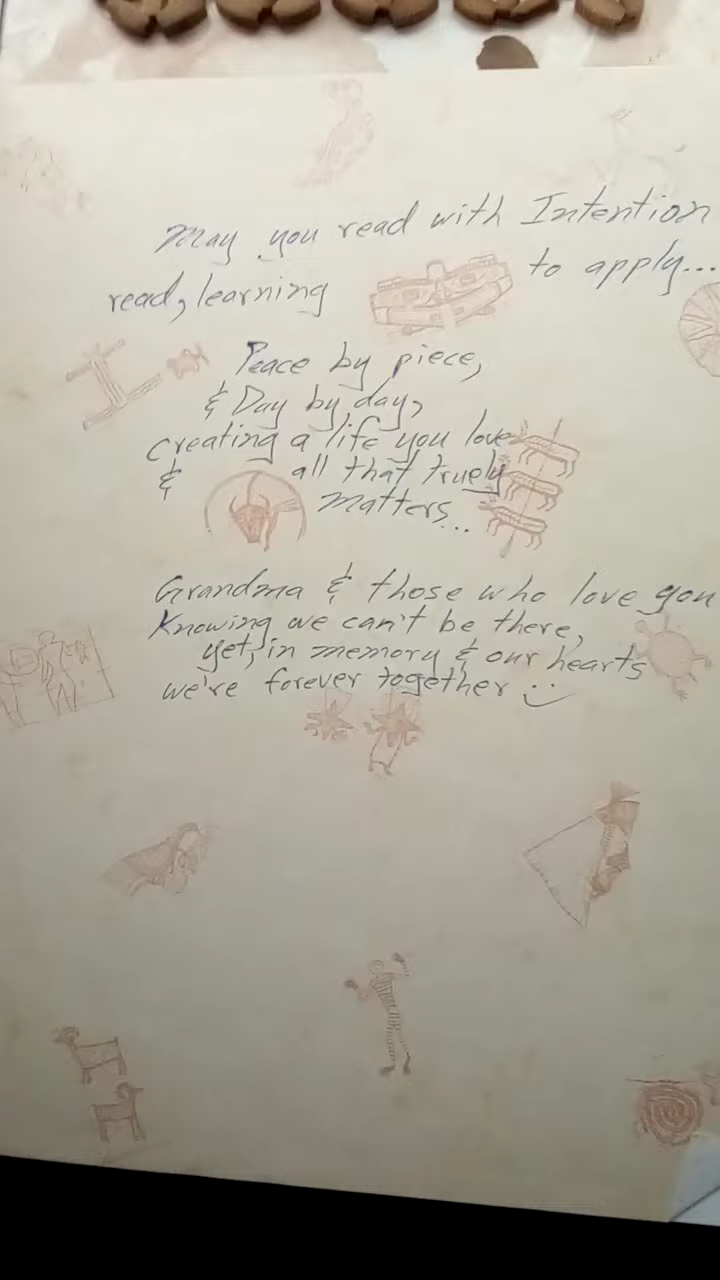 May you read with Intention
read, learning to apply...
Peace by piece,
& Day by day,
creating a life you love
& all that truely
matters...
Grandma & those who love you
Knowing we can't be there,
yet, in memory & our hearts
we're forever together